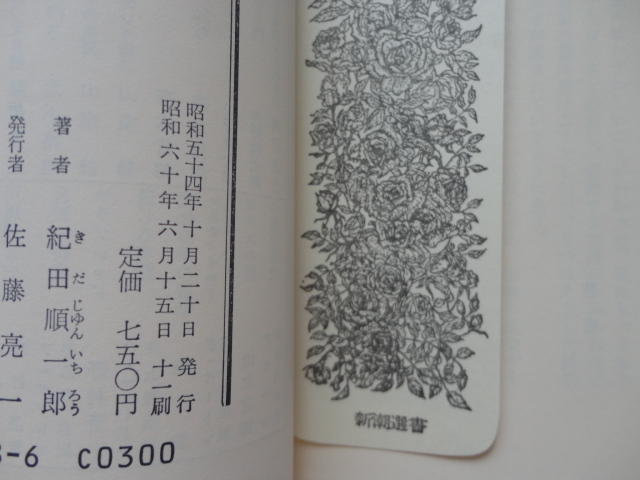 昭和五十四年十月二十日 発行
昭和六十年六月十五日 十一刷
定価 七五〇円
著者 紀田順一郎
き だ じゅん いち ろう
発行者 佐藤亮一
8-6 C0300
新潮選書